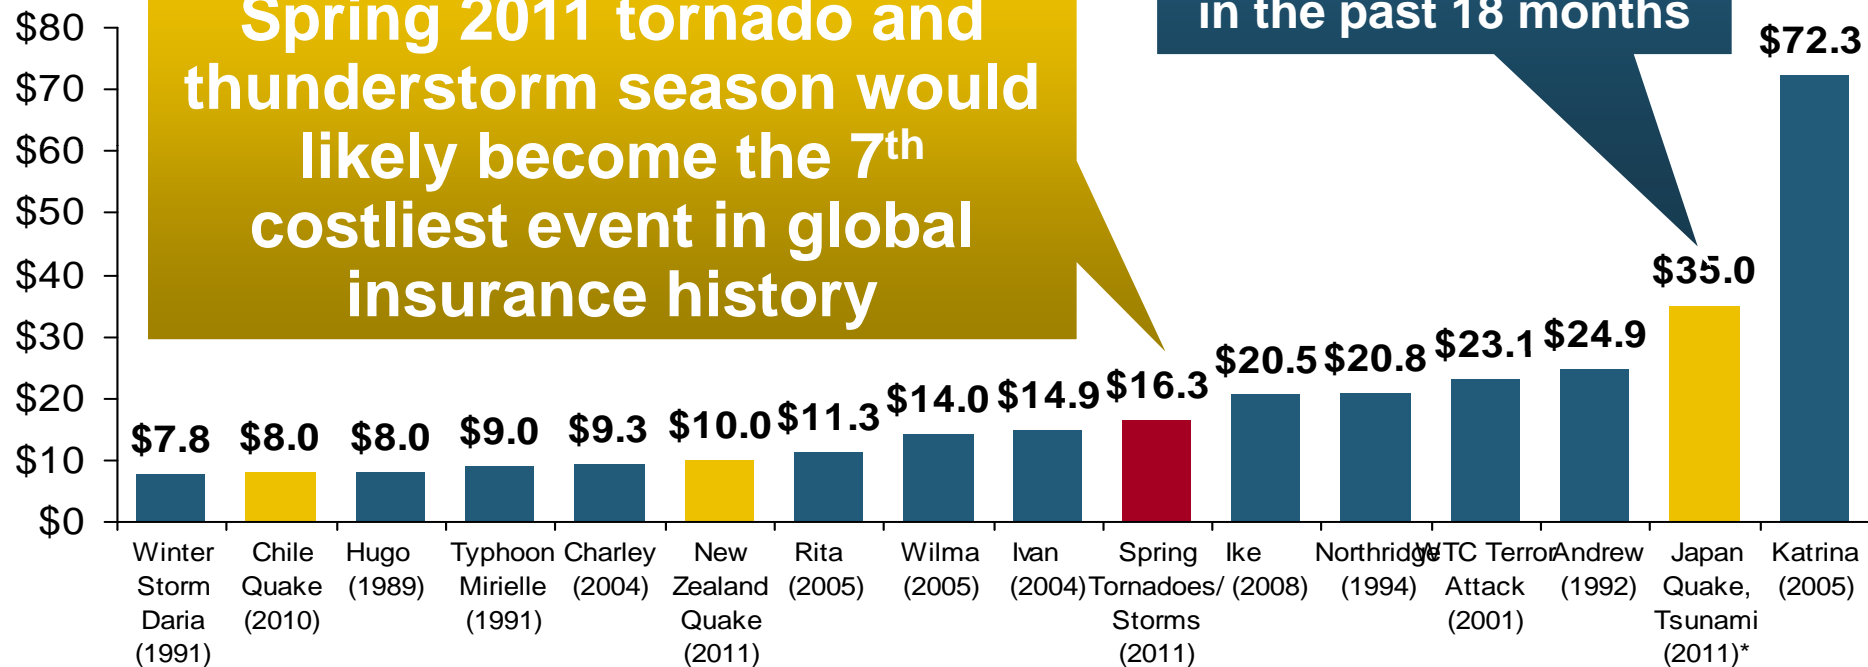 Spring 2011 tornado and
thunderstorm season would
likely become the 7th
costliest event in global
insurance history
in the past 18 months
$80
$70
$60
$50
$40
$30
$20
$10
$0
$7.8
$8.0
$8.0
$9.0
$9.3
$10.0
$11.3
$14.0
$14.9
$16.3
$20.5
$20.8
$23.1
$24.9
$35.0
$72.3
Winter
Storm
Daria
(1991)
Chile
Quake
(2010)
Hugo
(1989)
Typhoon
Mirielle
(1991)
Charley
(2004)
New
Zealand
Quake
(2011)
Rita
(2005)
Wilma
(2005)
Ivan
(2004)
Spring
Tornadoes/
Storms
(2011)
Ike
(2008)
Northridge
(1994)
WTC Terror
Attack
(2001)
Andrew
(1992)
Japan
Quake,
Tsunami
(2011)*
Katrina
(2005)